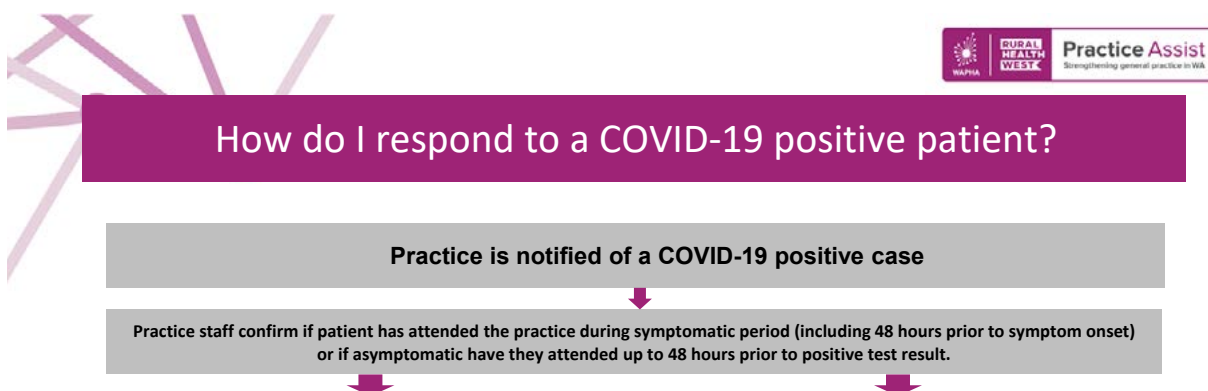 WAPHA
RURAL
HEALTH
WEST
Practice Assist
Strengthening general practice in WA
How do I respond to a COVID-19 positive patient?
Practice is notified of a COVID-19 positive case
Practice staff confirm if patient has attended the practice during symptomatic period (including 48 hours prior to symptom onset)
or if asymptomatic have they attended up to 48 hours prior to positive test result.